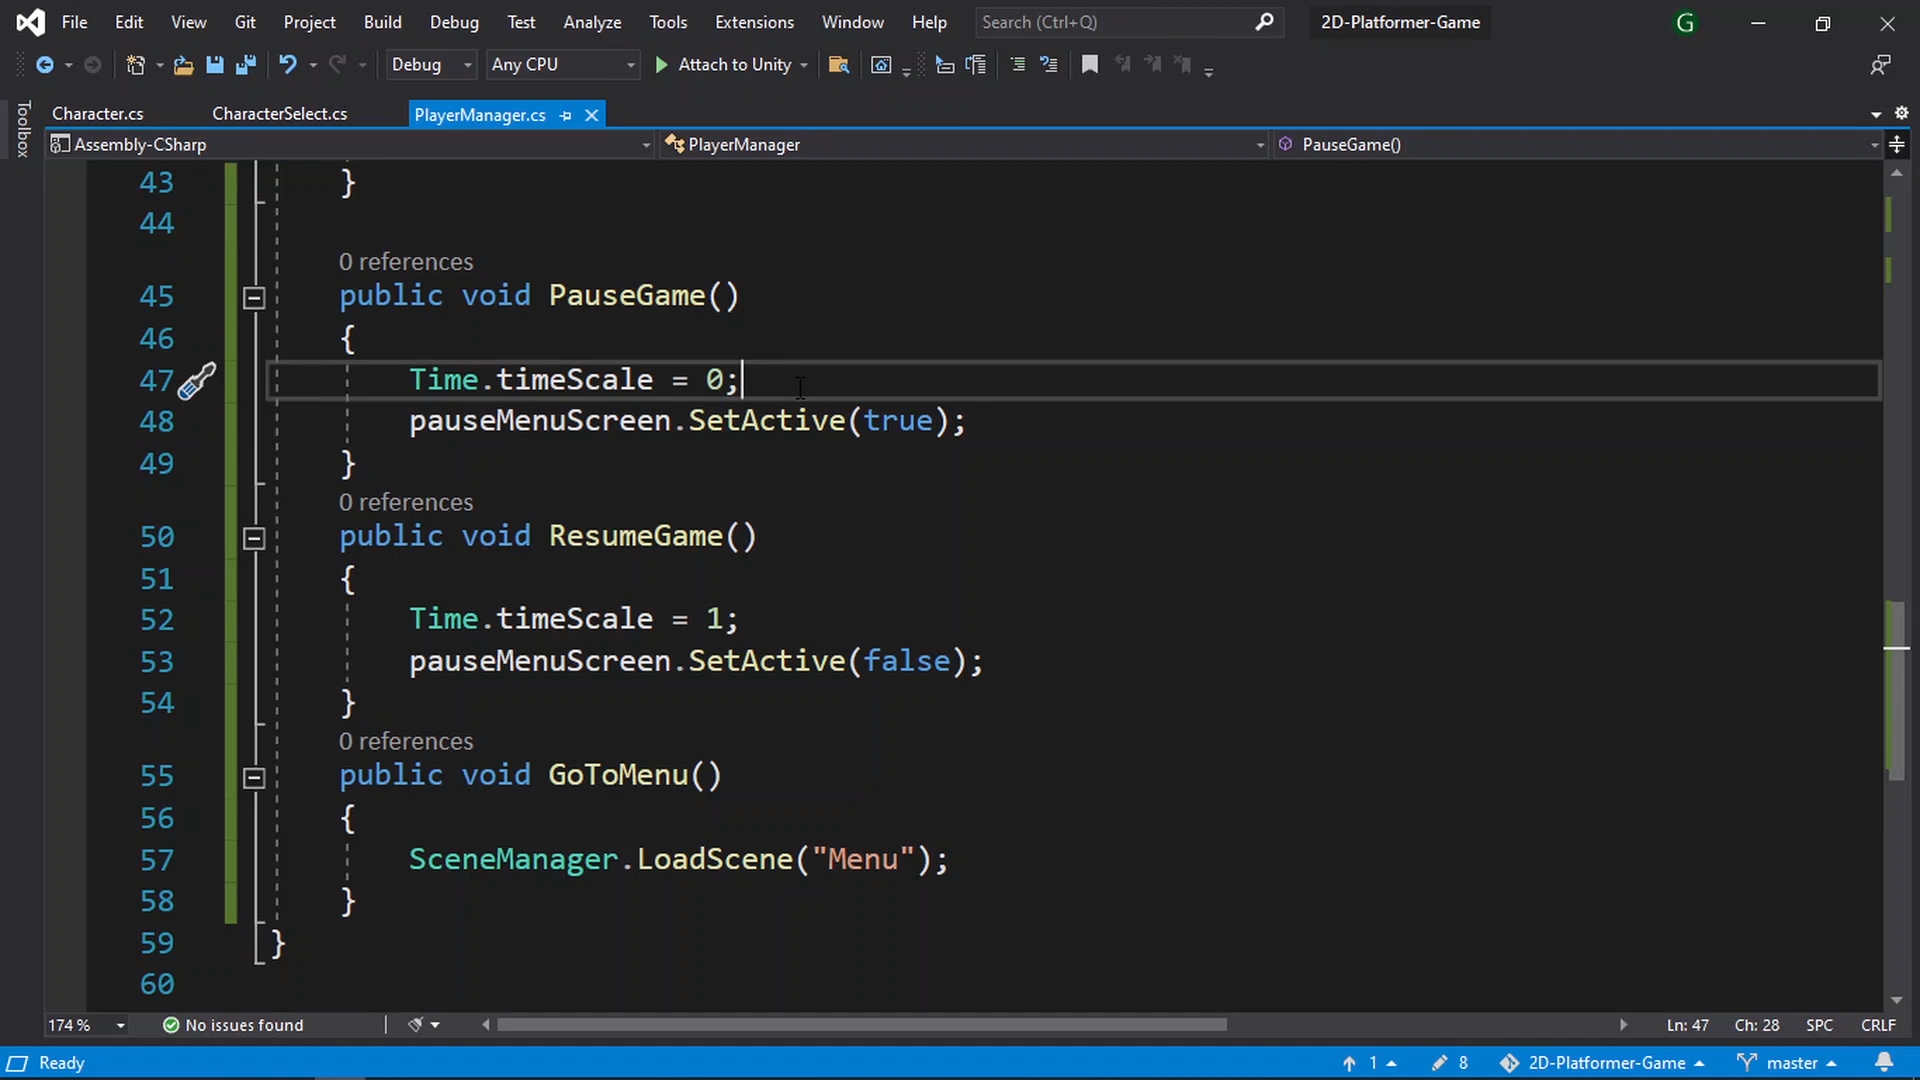 File Edit View Git Project Build Debug Test Analyze Tools Extensions Window Help Search (Ctrl+Q) 2D-Platformer-Game G
Debug Any CPU Attach to Unity
Toolbox
Character.cs CharacterSelect.cs PlayerManager.cs
Assembly-CSharp PlayerManager PauseGame()
43 }
44
0 references
45 public void PauseGame()
46 {
47 Time.timeScale = 0;
48 pauseMenuScreen.SetActive(true);
49 }
0 references
50 public void ResumeGame()
51 {
52 Time.timeScale = 1;
53 pauseMenuScreen.SetActive(false);
54 }
0 references
55 public void GoToMenu()
56 {
57 SceneManager.LoadScene("Menu");
58 }
59 }
60
174 % No issues found Ln: 47 Ch: 28 SPC CRLF
Ready 1 8 2D-Platformer-Game master